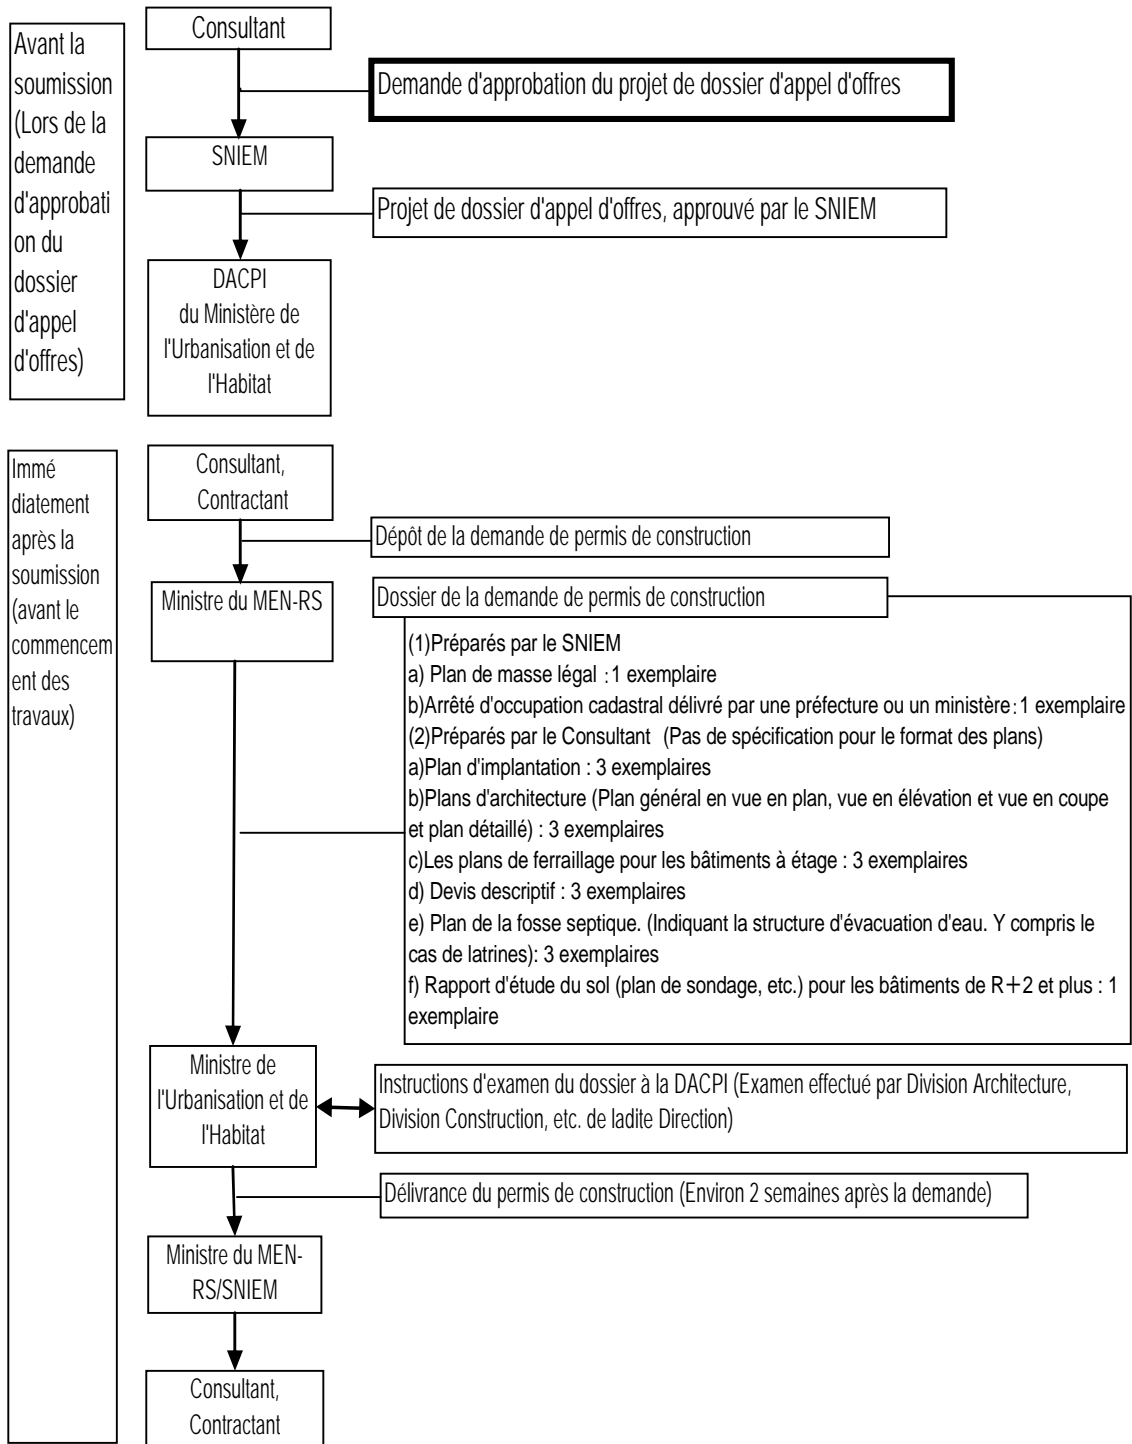 Avant la
soumission
(Lors de la
demande
d'approbati
on du
dossier
d'appel
d'offres)
Consultant
Demande d'approbation du projet de dossier d'appel d'offres
SNIEM
Projet de dossier d'appel d'offres, approuvé par le SNIEM
DACPI
du Ministère de
l'Urbanisation et de
l'Habitat
Immé
diatement
après la
soumission
(avant le
commencem
ent des
travaux)
Consultant,
Contractant
Dépôt de la demande de permis de construction
Ministre du MEN-RS
Dossier de la demande de permis de construction
(1)Préparés par le SNIEM
a) Plan de masse légal : 1 exemplaire
b)Arrêté d'occupation cadastral délivré par une préfecture ou un ministère : 1 exemplaire
(2)Préparés par le Consultant (Pas de spécification pour le format des plans)
a)Plan d'implantation : 3 exemplaires
b)Plans d'architecture (Plan général en vue en plan, vue en élévation et vue en coupe
et plan détaillé) : 3 exemplaires
c)Les plans de ferraillage pour les bâtiments à étage : 3 exemplaires
d) Devis descriptif : 3 exemplaires
e) Plan de la fosse septique. (Indiquant la structure d'évacuation d'eau. Y compris le
cas de latrines): 3 exemplaires
f) Rapport d'étude du sol (plan de sondage, etc.) pour les bâtiments de R+2 et plus : 1
exemplaire
Ministre de
l'Urbanisation et de
l'Habitat
Instructions d'examen du dossier à la DACPI (Examen effectué par Division Architecture,
Division Construction, etc. de ladite Direction)
Délivrance du permis de construction (Environ 2 semaines après la demande)
Ministre du MEN-
RS/SNIEM
Consultant,
Contractant